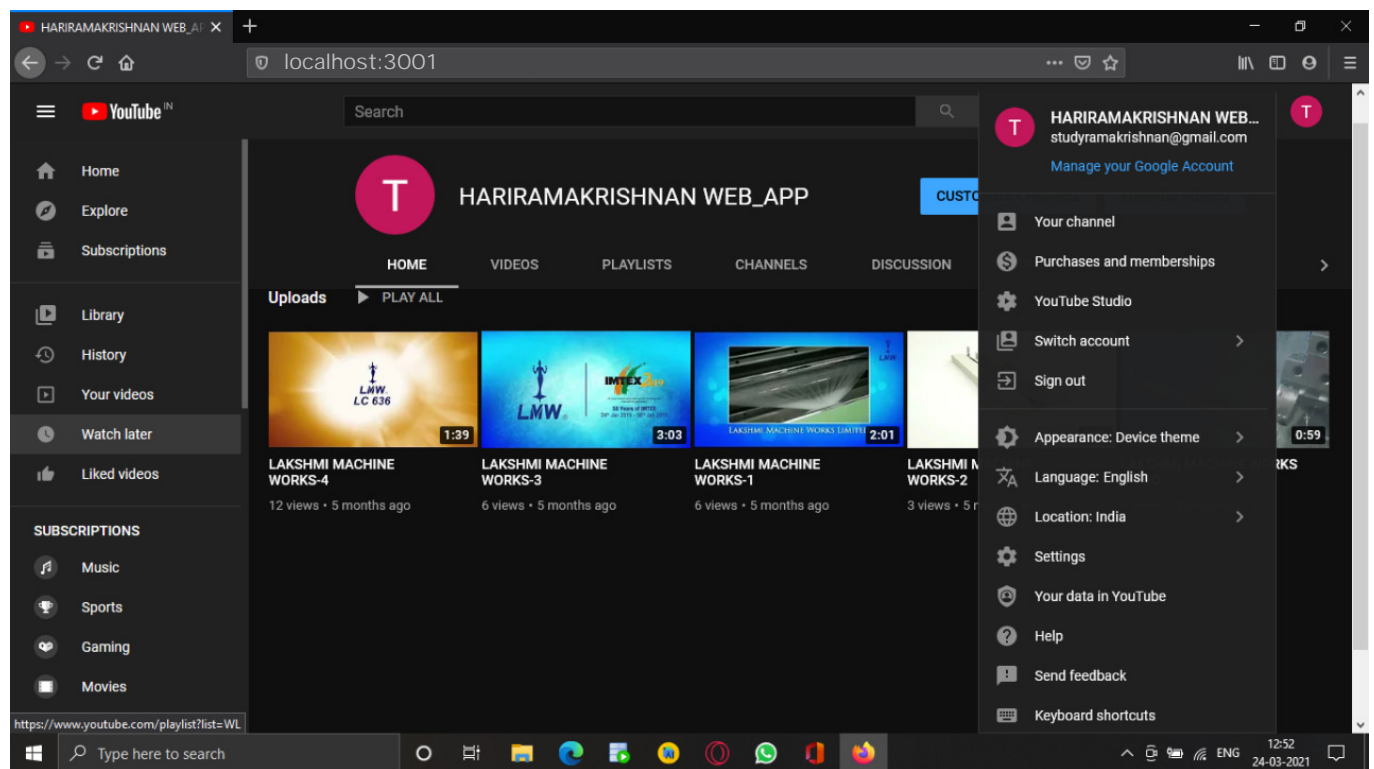 HARIRAMAKRISHNAN WEB_AP
localhost:3001
YouTube IN
Search
HARIRAMAKRISHNAN WEB...
studyramakrishnan@gmail.com
Manage your Google Account
T
T
T
Home
Explore
Subscriptions
Library
History
Your videos
Watch later
Liked videos
SUBSCRIPTIONS
Music
Sports
Gaming
Movies
https://www.youtube.com/playlist?list=WL
HARIRAMAKRISHNAN WEB_APP
CUSTO
HOME VIDEOS PLAYLISTS CHANNELS DISCUSSION
Uploads PLAY ALL
LMW.
LC 636
1:39
LMW
IMTEX
3:03
LMW
LAKSHMI MACHINE WORKS LIMITE
2:01
0:59
LAKSHMI MACHINE
WORKS-4
12 views • 5 months ago
LAKSHMI MACHINE
WORKS-3
6 views • 5 months ago
LAKSHMI MACHINE
WORKS-1
6 views • 5 months ago
LAKSHMI M
WORKS-2
3 views • 5
RKS
Your channel
Purchases and memberships
YouTube Studio
Switch account
Sign out
Appearance: Device theme
Language: English
Location: India
Settings
Your data in YouTube
Help
Send feedback
Keyboard shortcuts
Type here to search
ENG
12:52
24-03-2021